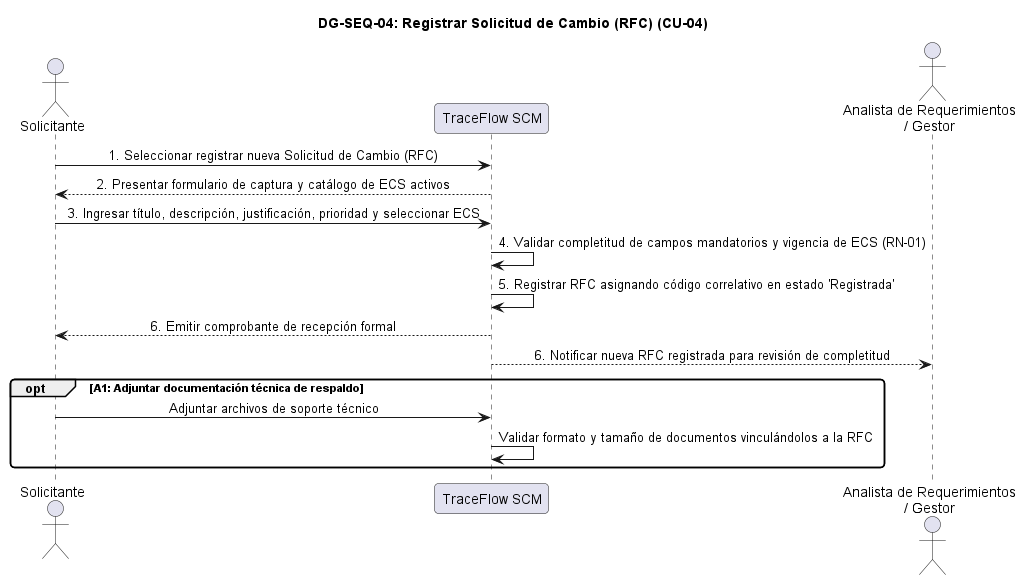 DG-SEQ-04: Registrar Solicitud de Cambio (RFC) (CU-04)
Solicitante
TraceFlow SCM
Analista de Requerimientos
/ Gestor
1. Seleccionar registrar nueva Solicitud de Cambio (RFC)
2. Presentar formulario de captura y catálogo de ECS activos
3. Ingresar título, descripción, justificación, prioridad y seleccionar ECS
4. Validar completitud de campos mandatorios y vigencia de ECS (RN-01)
5. Registrar RFC asignando código correlativo en estado 'Registrada'
6. Emitir comprobante de recepción formal
6. Notificar nueva RFC registrada para revisión de completitud
opt [A1: Adjuntar documentación técnica de respaldo]
Adjuntar archivos de soporte técnico
Validar formato y tamaño de documentos vinculándolos a la RFC
Solicitante
TraceFlow SCM
Analista de Requerimientos
/ Gestor